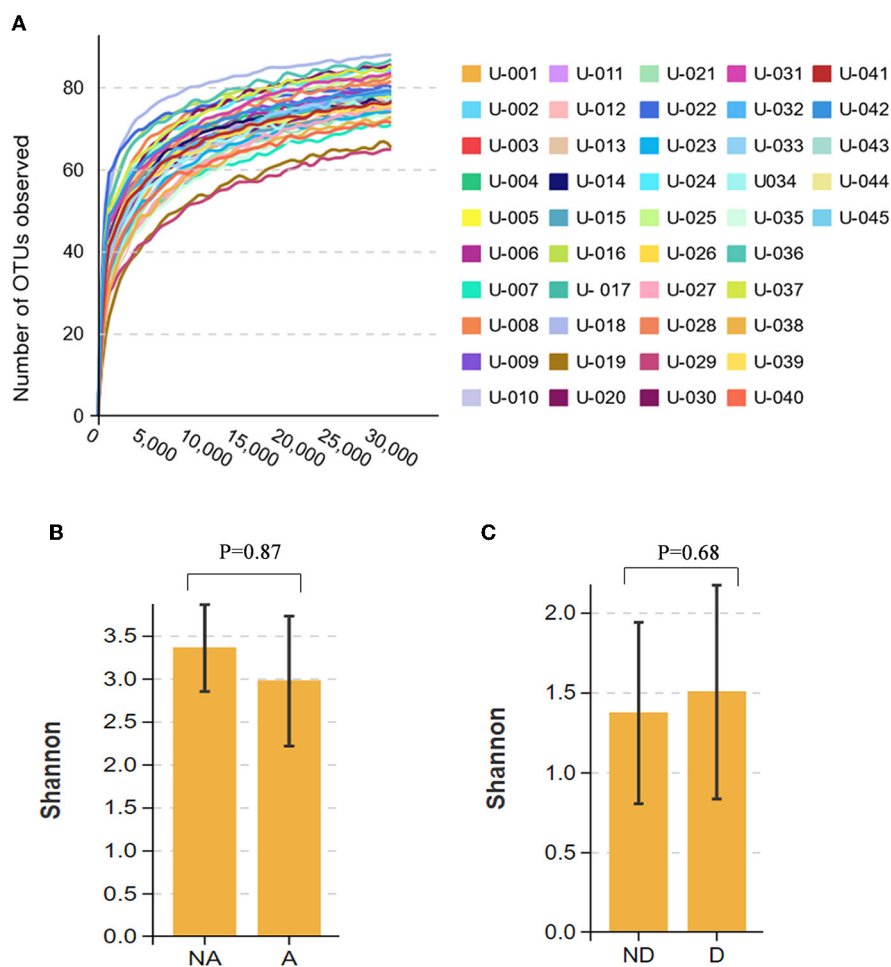 A
Number of OTUs observed
80
60
40
20
0
0 5,000 10,000 15,000 20,000 25,000 30,000
U-001 U-011 U-021 U-031 U-041
U-002 U-012 U-022 U-032 U-042
U-003 U-013 U-023 U-033 U-043
U-004 U-014 U-024 U034 U-044
U-005 U-015 U-025 U-035 U-045
U-006 U-016 U-026 U-036
U-007 U- 017 U-027 U-037
U-008 U-018 U-028 U-038
U-009 U-019 U-029 U-039
U-010 U-020 U-030 U-040
B
P=0.87
Shannon
3.5
3.0
2.5
2.0
1.5
1.0
0.5
0.0
NA A
C
P=0.68
Shannon
2.0
1.5
1.0
0.5
0.0
ND D